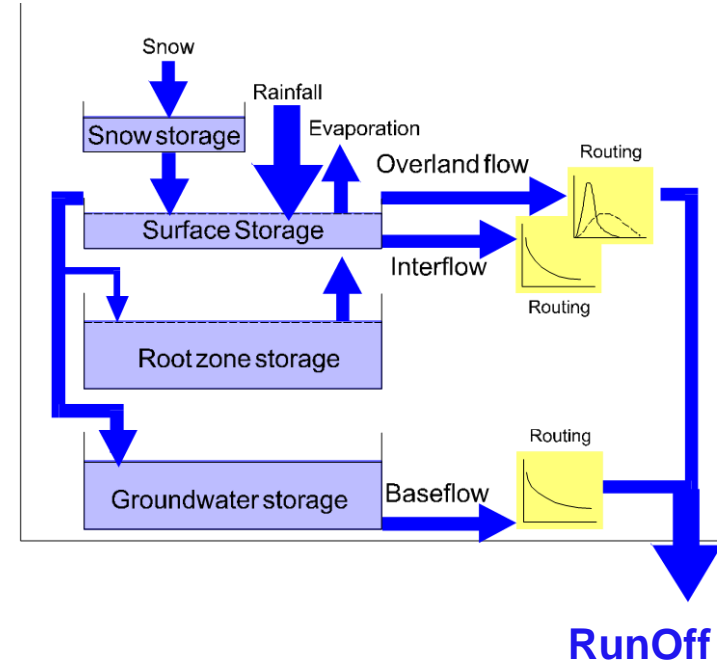 Snow
Rainfall
Snow storage
Evaporation
Routing
Overland flow
Surface Storage
Interflow
Routing
Root zone storage
Routing
Baseflow
Groundwater storage
RunOff